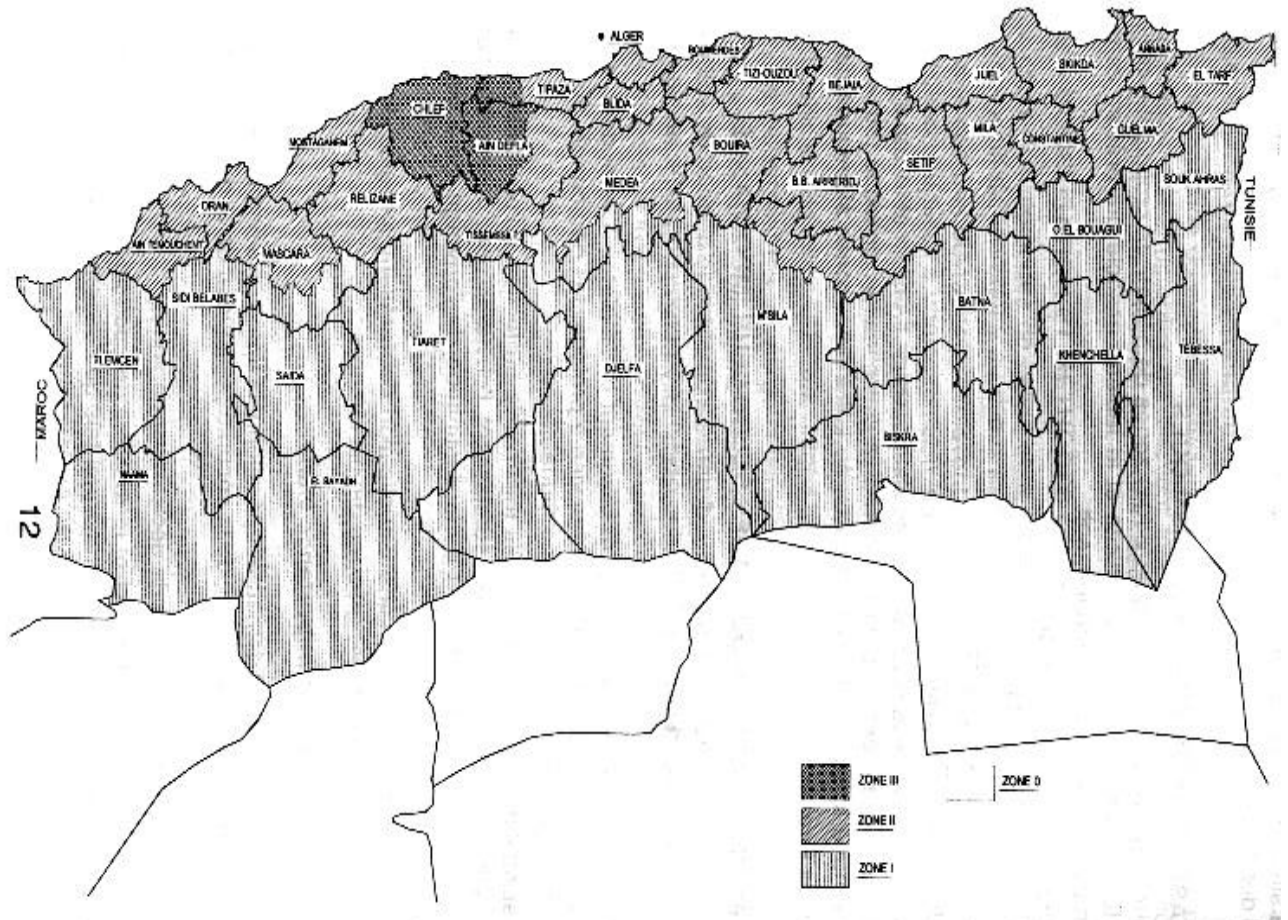 ALGER
BOUMERDES
TIZI-OUZOU
BEJAIA
JIJEL
SKIKDA
ANNABA
EL TARF
TIPAZA
BLIDA
CHLEF
AIN DEFLA
MOSTAGANEM
MEDEA
BOUIRA
B.B. ARRERIDJ
SETIF
MILA
CONSTANTINE
GUELMA
SOUK AHRAS
TUNISIE
ORAN
RELIZANE
AIN TEMOUCHENT
MASCARA
O EL BOUAGUI
SIDI BELABES
TLEMCEN
SAIDA
TIARET
DJELFA
M'SILA
BATNA
KHENCHELLA
TEBESSA
MAROC
BISKRA
NAAMA
EL BAYADH
12
ZONE III
ZONE 0
ZONE II
ZONE I